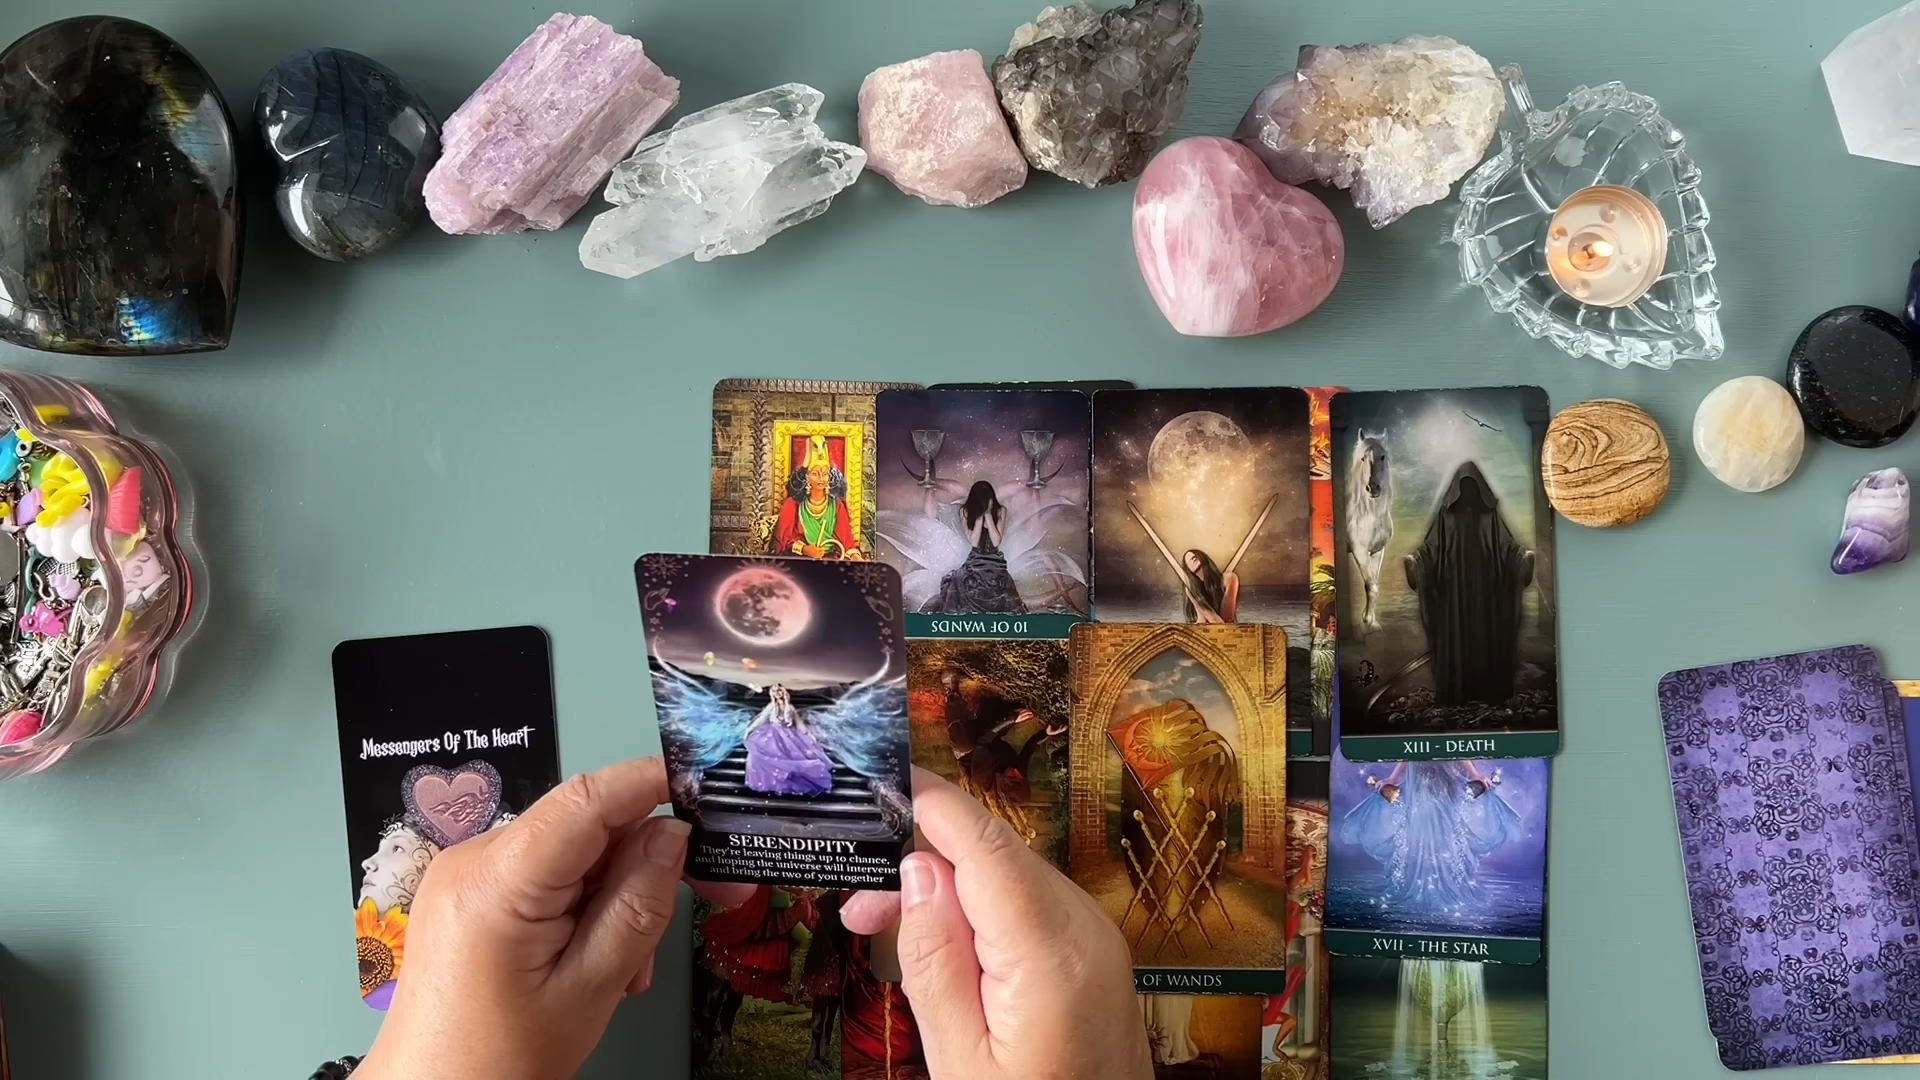 10 OF WANDS
XIII - DEATH
Messengers Of The Heart
SERENDIPITY
They're leaving things up to chance,
and hoping the universe will intervene
and bring the two of you together
OF WANDS
XVII - THE STAR